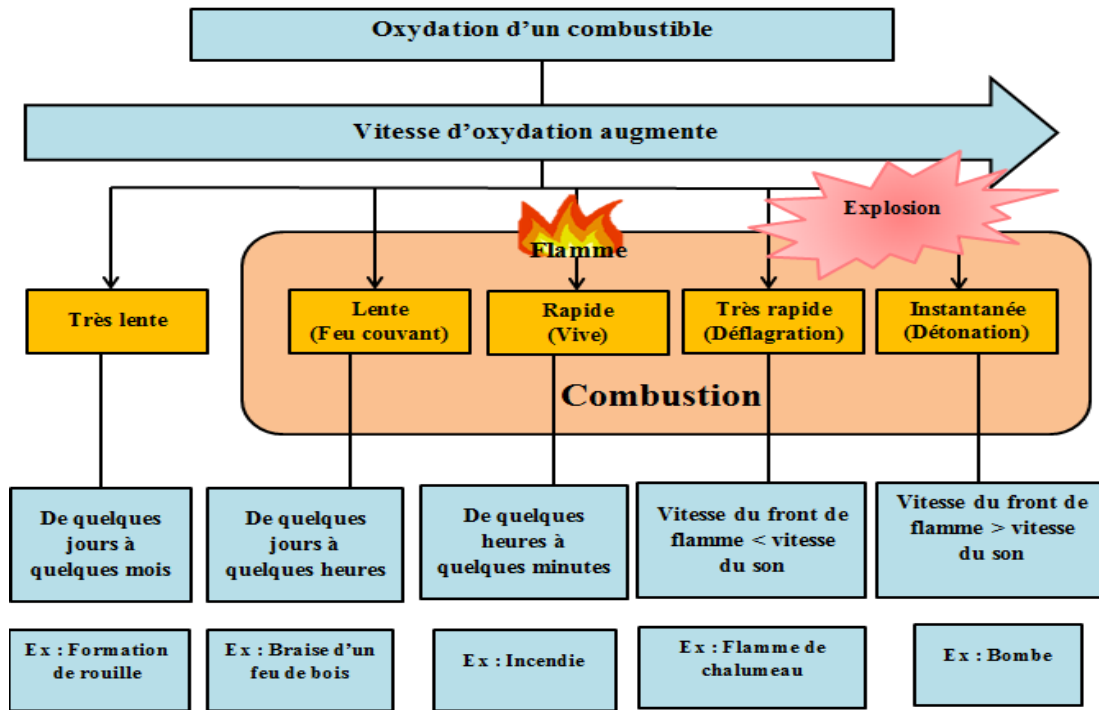 Oxydation d’un combustible
Vitesse d’oxydation augmente
Explosion
Flamme
Très lente
Lente
(Feu couvant)
Rapide
(Vive)
Très rapide
(Déflagration)
Instantanée
(Détonation)
Combustion
De quelques
jours à
quelques mois
De quelques
jours à
quelques heures
De quelques
heures à
quelques minutes
Vitesse du front de
flamme < vitesse
du son
Vitesse du front de
flamme > vitesse
du son
Ex : Formation
de rouille
Ex : Braise d’un
feu de bois
Ex : Incendie
Ex : Flamme de
chalumeau
Ex : Bombe